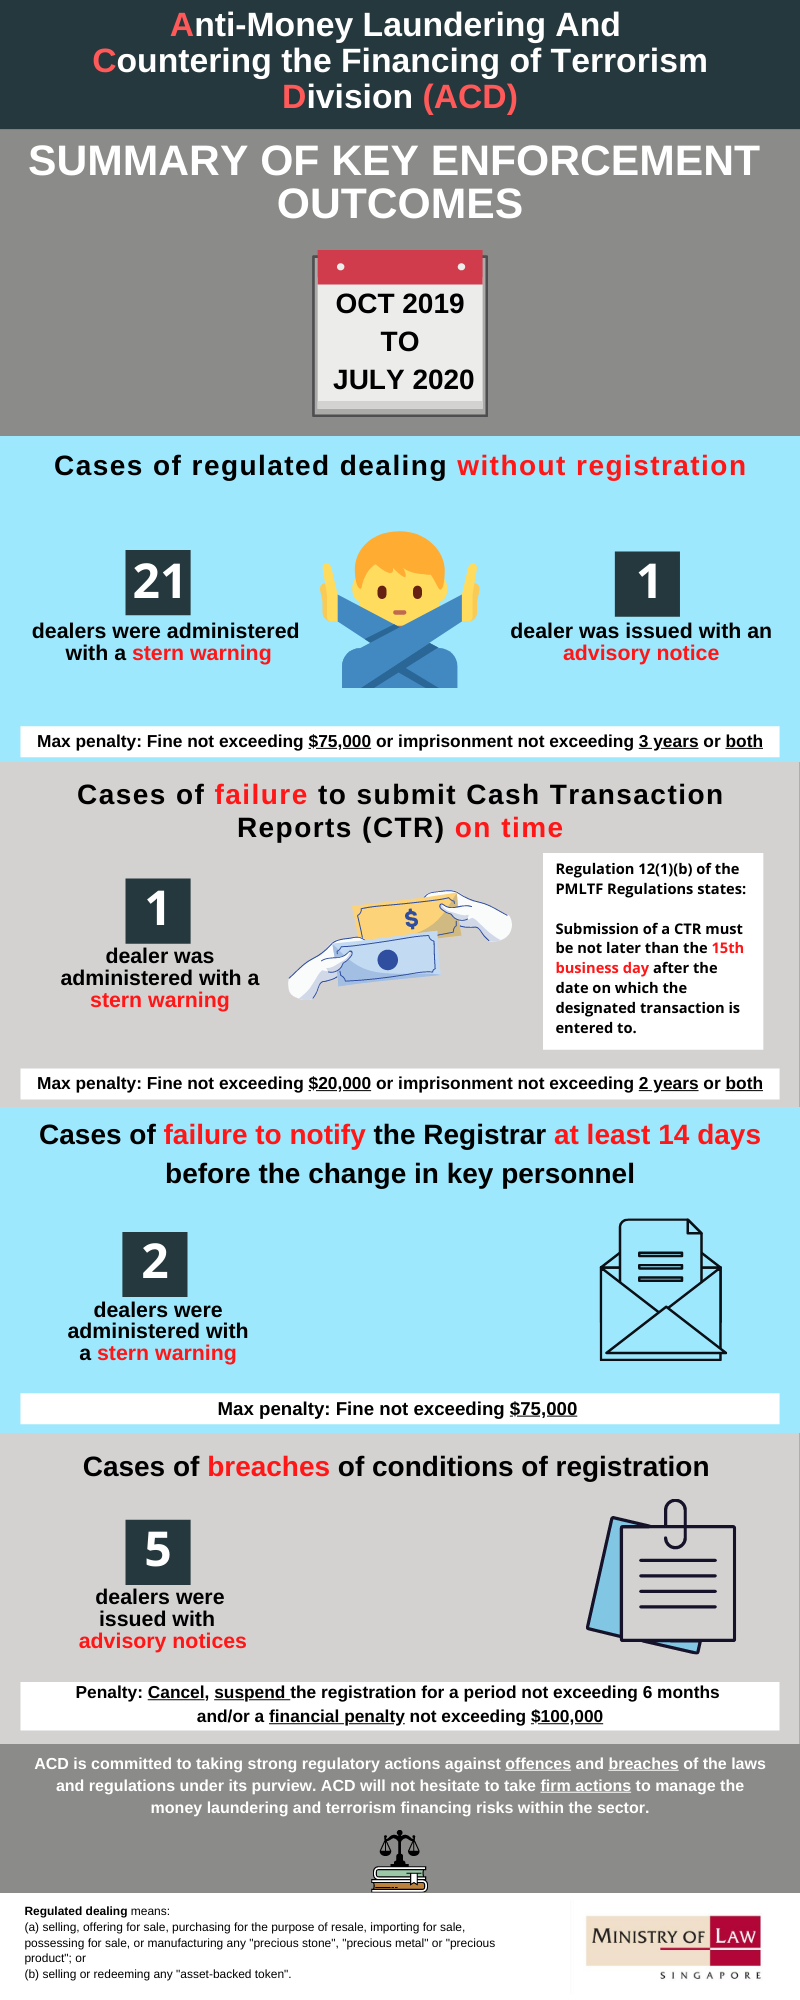 Anti-Money Laundering And
Countering the Financing of Terrorism
Division (ACD)
SUMMARY OF KEY ENFORCEMENT
OUTCOMES
OCT 2019
TO
JULY 2020
Cases of regulated dealing without registration
21
dealers were administered
with a stern warning
1
dealer was issued with an
advisory notice
Max penalty: Fine not exceeding $75,000 or imprisonment not exceeding 3 years or both
Cases of failure to submit Cash Transaction
Reports (CTR) on time
1
dealer was
administered with a
stern warning
$
Regulation 12(1)(b) of the
PMLTF Regulations states:
Submission of a CTR must
be not later than the 15th
business day after the
date on which the
designated transaction is
entered to.
Max penalty: Fine not exceeding $20,000 or imprisonment not exceeding 2 years or both
Cases of failure to notify the Registrar at least 14 days
before the change in key personnel
2
dealers were
administered with
a stern warning
Max penalty: Fine not exceeding $75,000
Cases of breaches of conditions of registration
5
dealers were
issued with
advisory notices
Penalty: Cancel, suspend the registration for a period not exceeding 6 months
and/or a financial penalty not exceeding $100,000
ACD is committed to taking strong regulatory actions against offences and breaches of the laws
and regulations under its purview. ACD will not hesitate to take firm actions to manage the
money laundering and terrorism financing risks within the sector.
Regulated dealing means:
(a) selling, offering for sale, purchasing for the purpose of resale, importing for sale,
possessing for sale, or manufacturing any "precious stone", "precious metal" or "precious
product"; or
(b) selling or redeeming any "asset-backed token".
MINISTRY OF LAW
SINGAPORE